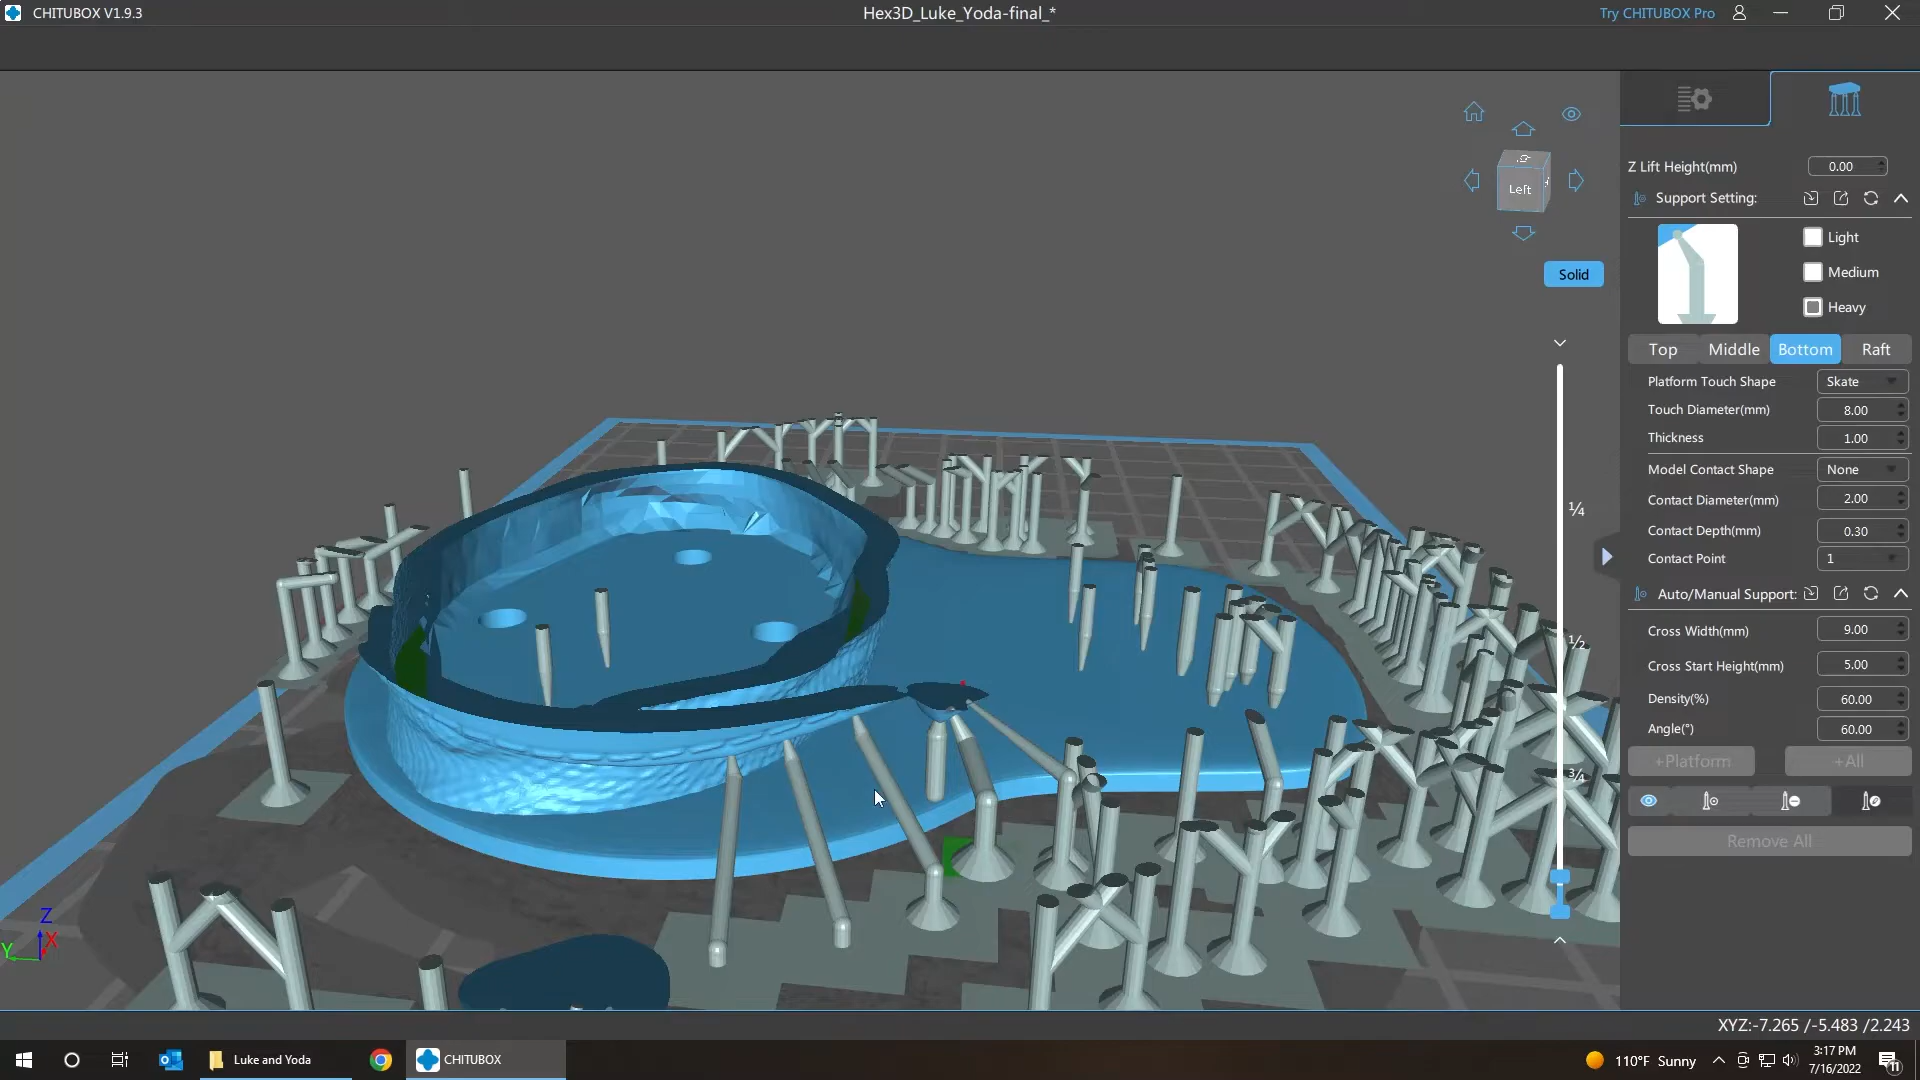 CHITUBOX V1.9.3
Hex3D_Luke_Yoda-final_*
Try CHITUBOX Pro
Z Lift Height(mm) 0.00
Support Setting:
Left
Light
Solid
Medium
Heavy
Top Middle Bottom Raft
Platform Touch Shape Skate
Touch Diameter(mm) 8.00
Thickness 1.00
Model Contact Shape None
Contact Diameter(mm) 2.00
¼
Contact Depth(mm) 0.30
Contact Point 1
Auto/Manual Support:
Cross Width(mm) 9.00
½
Cross Start Height(mm) 5.00
Density(%) 60.00
Angle(°) 60.00
+Platform +All
¾
Remove All
Z
X
Y
XYZ:-7.265 /-5.483 /2.243
Luke and Yoda
CHITUBOX
110°F Sunny
3:17 PM
7/16/2022
11